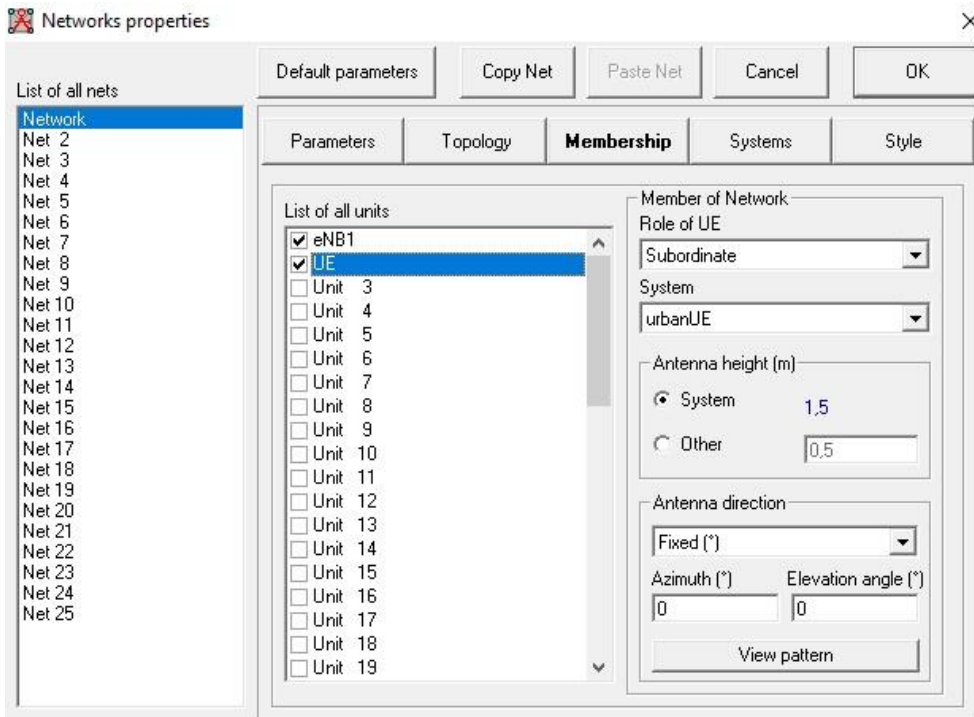 Networks properties
Default parameters
Copy Net
Paste Net
Cancel
OK
List of all nets
Network
Net 2
Net 3
Net 4
Net 5
Net 6
Net 7
Net 8
Net 9
Net 10
Net 11
Net 12
Net 13
Net 14
Net 15
Net 16
Net 17
Net 18
Net 19
Net 20
Net 21
Net 22
Net 23
Net 24
Net 25
Parameters
Topology
Membership
Systems
Style
List of all units
eNB1
UE
Unit 3
Unit 4
Unit 5
Unit 6
Unit 7
Unit 8
Unit 9
Unit 10
Unit 11
Unit 12
Unit 13
Unit 14
Unit 15
Unit 16
Unit 17
Unit 18
Unit 19
Member of Network
Role of UE
Subordinate
System
urbanUE
Antenna height (m)
System 1,5
Other 0,5
Antenna direction
Fixed (°)
Azimuth (°) Elevation angle (°)
0 0
View pattern